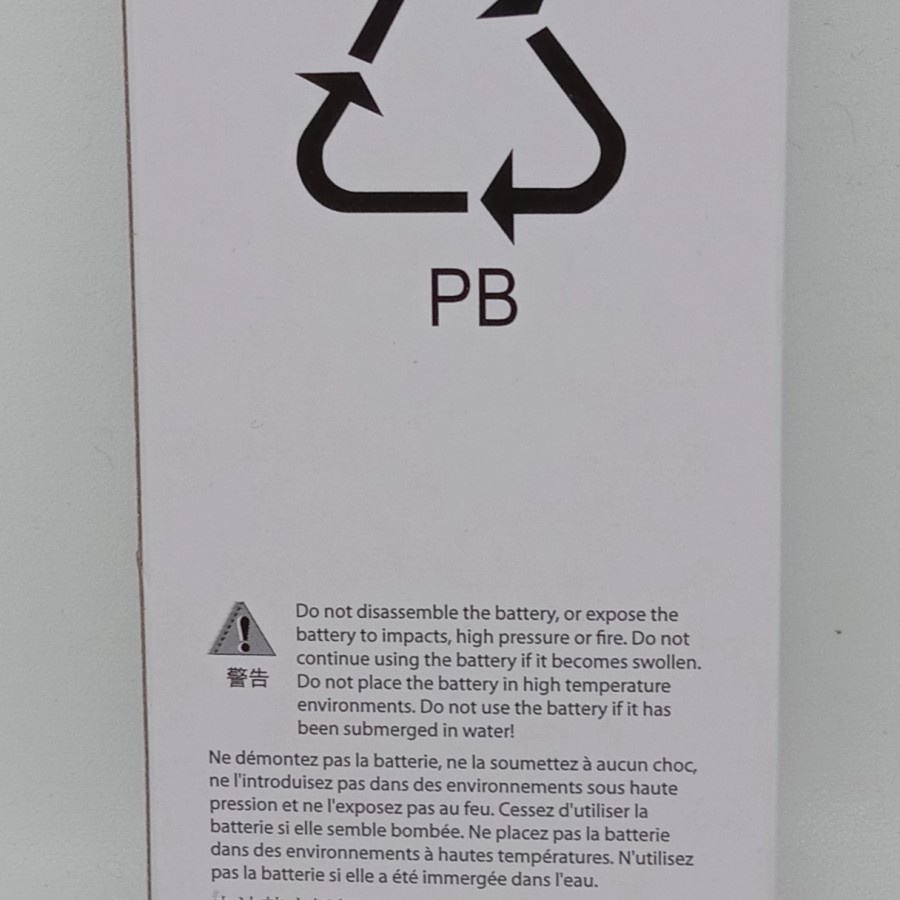 PB
Do not disassemble the battery, or expose the
battery to impacts, high pressure or fire. Do not
continue using the battery if it becomes swollen.
Do not place the battery in high temperature
environments. Do not use the battery if it has
been submerged in water!
警告
Ne démontez pas la batterie, ne la soumettez à aucun choc,
ne l'introduisez pas dans des environnements sous haute
pression et ne l'exposez pas au feu. Cessez d'utiliser la
batterie si elle semble bombée. Ne placez pas la batterie
dans des environnements à hautes températures. N'utilisez
pas la batterie si elle a été immergée dans l'eau.